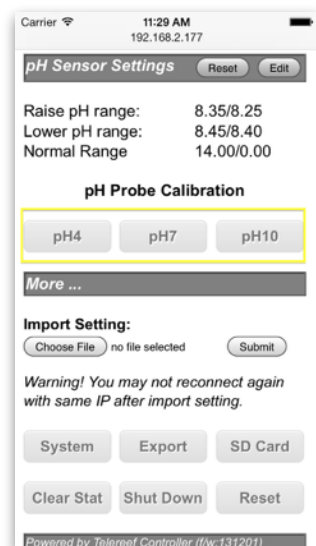 Carrier 11:29 AM
192.168.2.177
pH Sensor Settings Reset Edit
Raise pH range: 8.35/8.25
Lower pH range: 8.45/8.40
Normal Range 14.00/0.00
pH Probe Calibration
pH4 pH7 pH10
More ...
Import Setting:
Choose File no file selected Submit
Warning! You may not reconnect again
with same IP after import setting.
System Export SD Card
Clear Stat Shut Down Reset
Powered by Telereef Controller (f/w:131201)